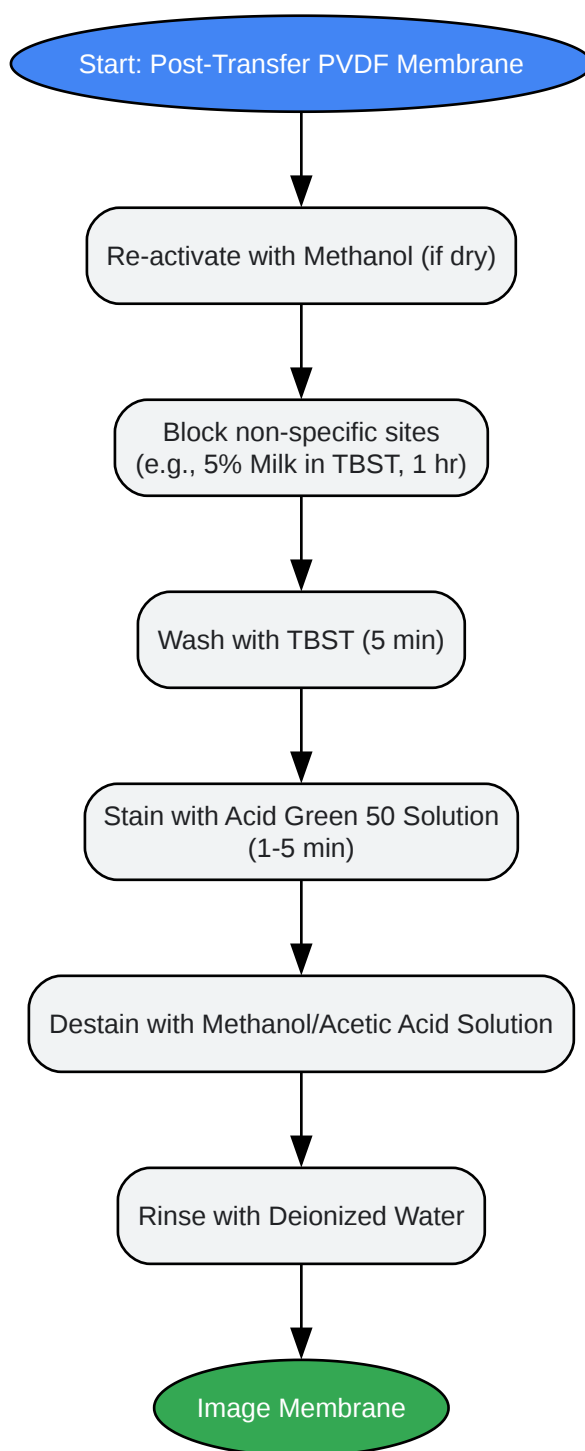 Start: Post-Transfer PVDF Membrane
Re-activate with Methanol (if dry)
Block non-specific sites
(e.g., 5% Milk in TBST, 1 hr)
Wash with TBST (5 min)
Stain with Acid Green 50 Solution
(1-5 min)
Destain with Methanol/Acetic Acid Solution
Rinse with Deionized Water
Image Membrane